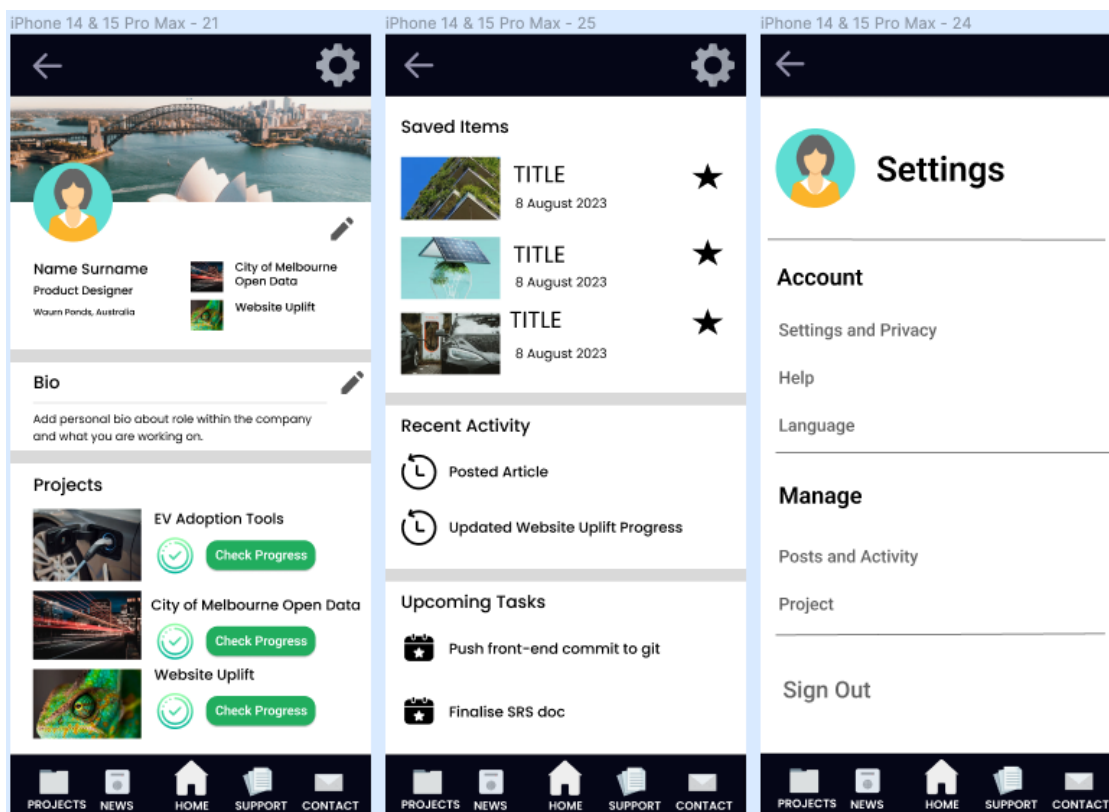 iPhone 14 & 15 Pro Max - 21
Name Surname
Product Designer
Waurn Ponds, Australia
City of Melbourne
Open Data
Website Uplift
Bio
Add personal bio about role within the company
and what you are working on.
Projects
EV Adoption Tools
Check Progress
City of Melbourne Open Data
Check Progress
Website Uplift
Check Progress
PROJECTS NEWS HOME SUPPORT CONTACT
iPhone 14 & 15 Pro Max - 25
Saved Items
TITLE
8 August 2023
TITLE
8 August 2023
TITLE
8 August 2023
Recent Activity
Posted Article
Updated Website Uplift Progress
Upcoming Tasks
Push front-end commit to git
Finalise SRS doc
PROJECTS NEWS HOME SUPPORT CONTACT
iPhone 14 & 15 Pro Max - 24
Settings
Account
Settings and Privacy
Help
Language
Manage
Posts and Activity
Project
Sign Out
PROJECTS NEWS HOME SUPPORT CONTACT